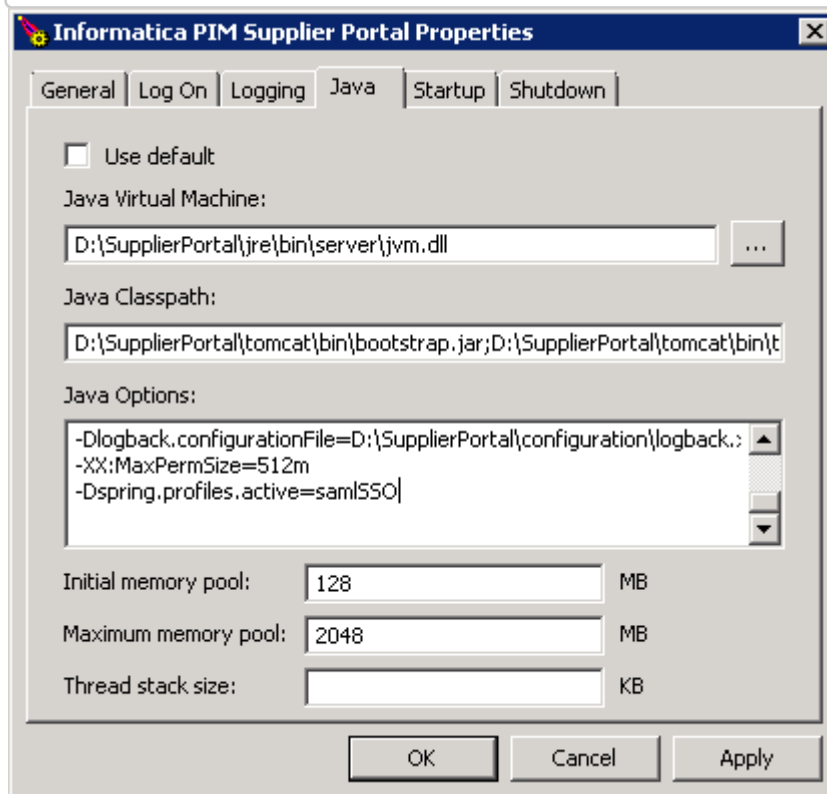 Informatica PIM Supplier Portal Properties
General Log On Logging Java Startup Shutdown
Use default
Java Virtual Machine:
D:\SupplierPortal\jre\bin\server\jvm.dll
...
Java Classpath:
D:\SupplierPortal\tomcat\bin\bootstrap.jar;D:\SupplierPortal\tomcat\bin\t
Java Options:
-Dlogback.configurationFile=D:\SupplierPortal\configuration\logback.
-XX:MaxPermSize=512m
-Dspring.profiles.active=samlSSO
Initial memory pool: 128 MB
Maximum memory pool: 2048 MB
Thread stack size: KB
OK Cancel Apply